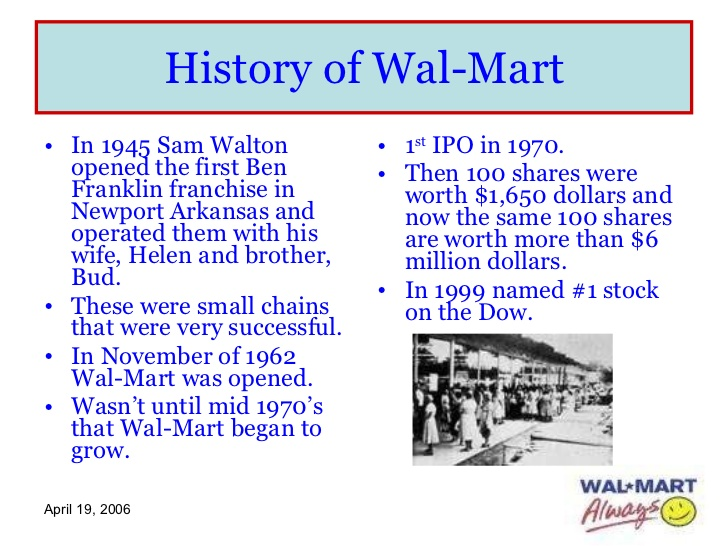 History of Wal-Mart
• In 1945 Sam Walton
opened the first Ben
Franklin franchise in
Newport Arkansas and
operated them with his
wife, Helen and brother,
Bud.
• These were small chains
that were very successful.
• In November of 1962
Wal-Mart was opened.
• Wasn’t until mid 1970’s
that Wal-Mart began to
grow.
• 1st IPO in 1970.
• Then 100 shares were
worth $1,650 dollars and
now the same 100 shares
are worth more than $6
million dollars.
• In 1999 named #1 stock
on the Dow.
April 19, 2006
WAL★MART
Always